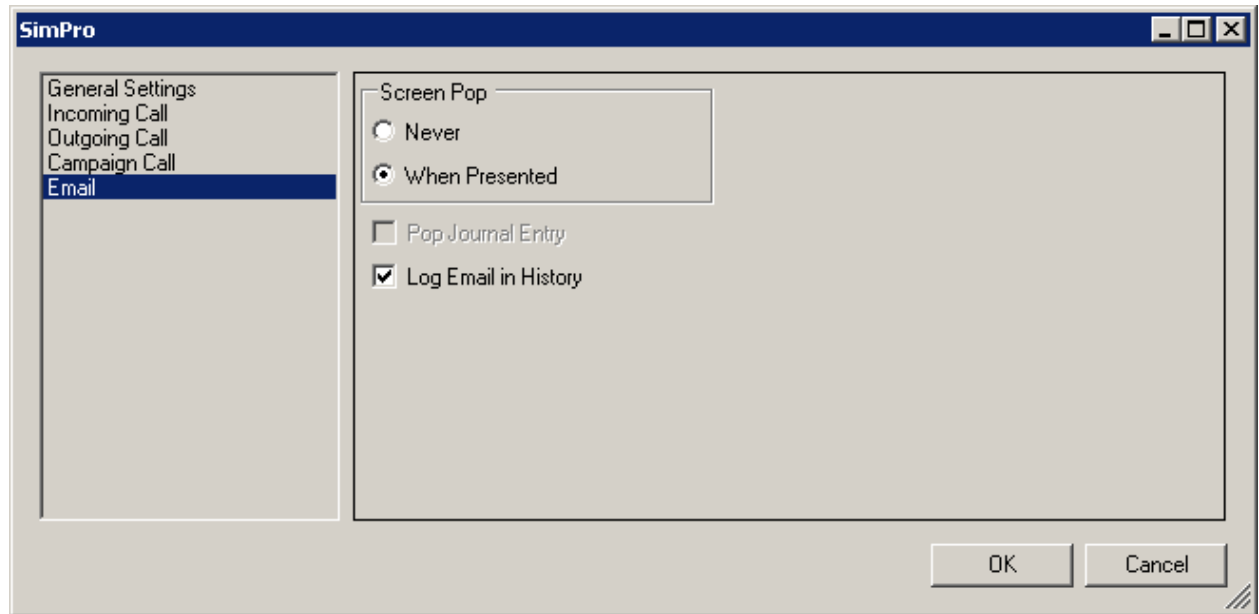 SimPro
General Settings
Incoming Call
Outgoing Call
Campaign Call
Email
Screen Pop
Never
When Presented
Pop Journal Entry
Log Email in History
OK
Cancel